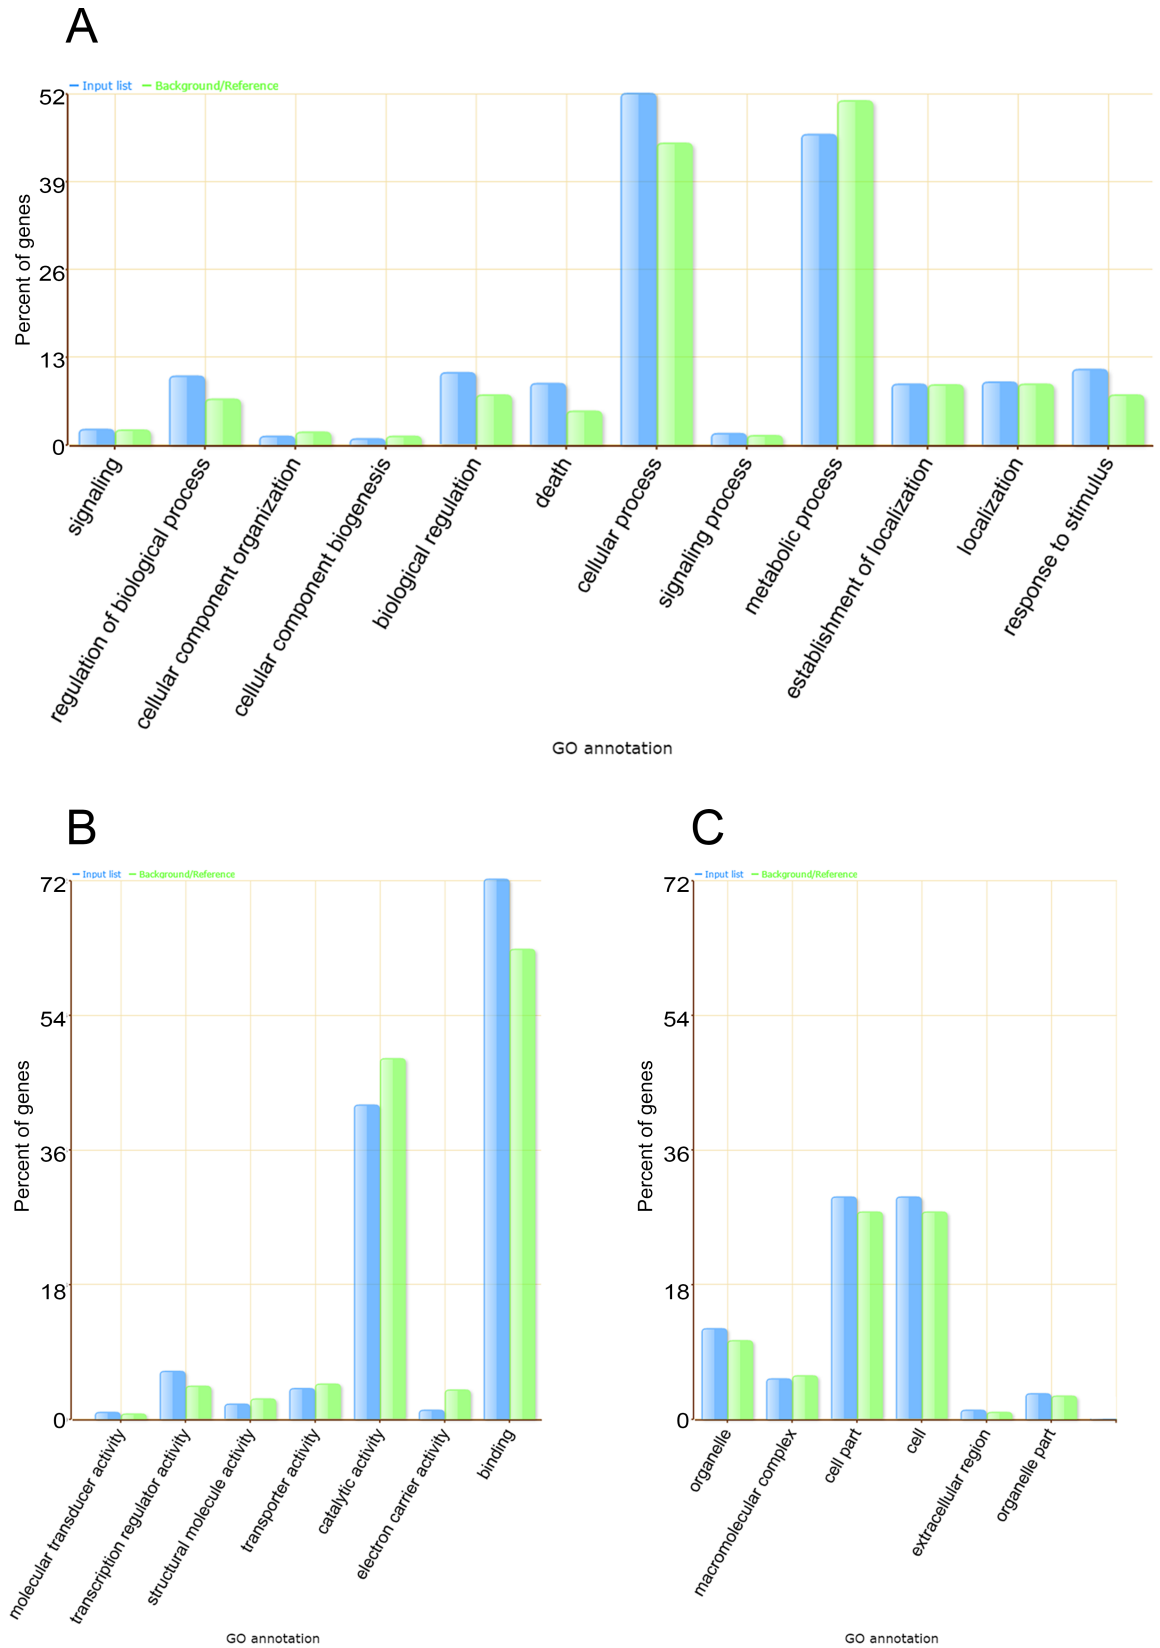 A
Input list Background/Reference
52
39
26
13
0
Percent of genes
signaling
regulation of biological process
cellular component organization
cellular component biogenesis
biological regulation
death
cellular process
signaling process
metabolic process
establishment of localization
localization
response to stimulus
GO annotation
B
Input list Background/Reference
72
54
36
18
0
Percent of genes
molecular transducer activity
transcription regulator activity
structural molecule activity
transporter activity
catalytic activity
electron carrier activity
binding
GO annotation
C
Input list Background/Reference
72
54
36
18
0
Percent of genes
organelle
macromolecular complex
cell part
cell
extracellular region
organelle part
GO annotation